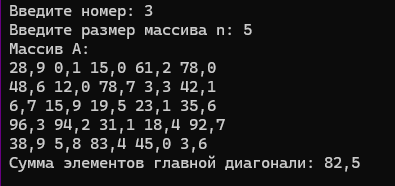 Введите номер: 3
Введите размер массива n: 5
Массив A:
28,9 0,1 15,0 61,2 78,0
48,6 12,0 78,7 3,3 42,1
6,7 15,9 19,5 23,1 35,6
96,3 94,2 31,1 18,4 92,7
38,9 5,8 83,4 45,0 3,6
Сумма элементов главной диагонали: 82,5